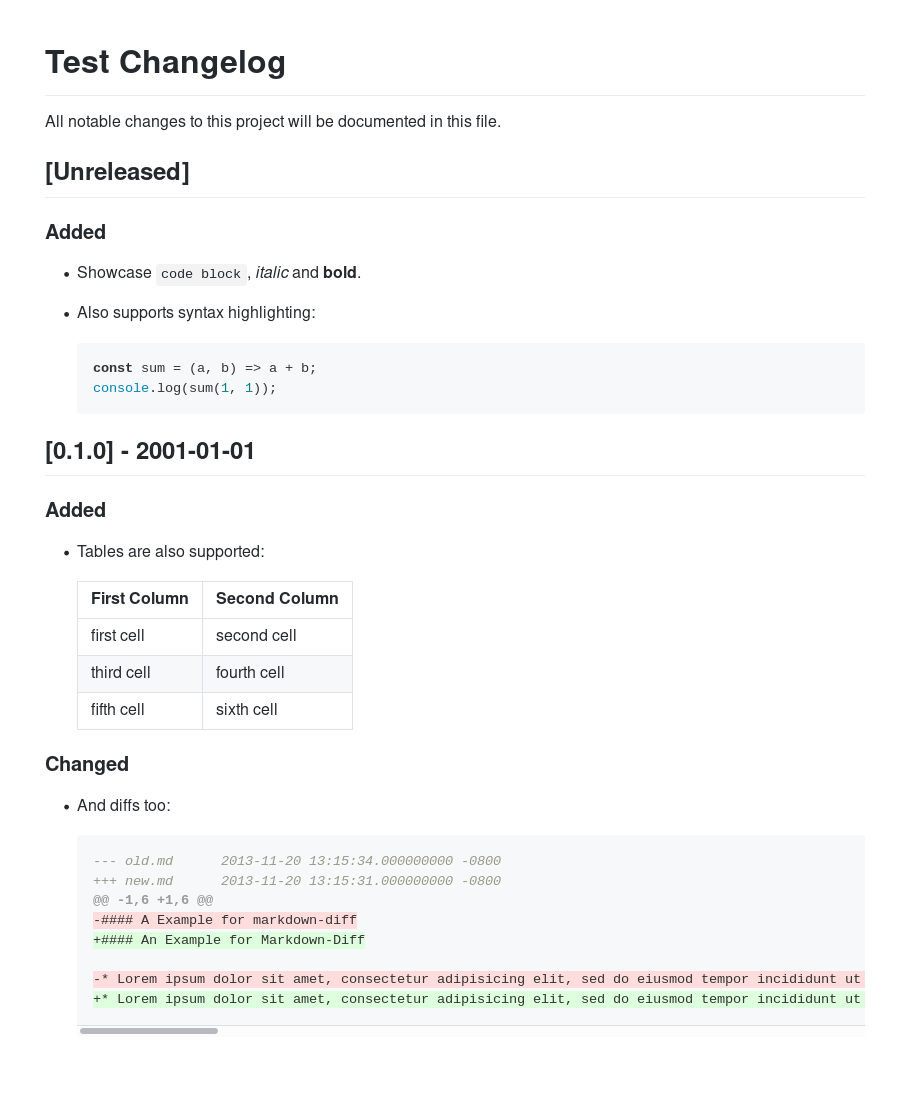 Test Changelog
All notable changes to this project will be documented in this file.
[Unreleased]
Added
• Showcase code block, italic and bold.
• Also supports syntax highlighting:
const sum = (a, b) => a + b;
console.log(sum(1, 1));
[0.1.0] - 2001-01-01
Added
• Tables are also supported:
First Column Second Column
first cell second cell
third cell fourth cell
fifth cell sixth cell
Changed
• And diffs too:
--- old.md      2013-11-20 13:15:34.000000000 -0800
+++ new.md      2013-11-20 13:15:31.000000000 -0800
@@ -1,6 +1,6 @@
-#### A Example for markdown-diff
+#### An Example for Markdown-Diff
-* Lorem ipsum dolor sit amet, consectetur adipisicing elit, sed do eiusmod tempor incididunt ut
+* Lorem ipsum dolor sit amet, consectetur adipisicing elit, sed do eiusmod tempor incididunt ut